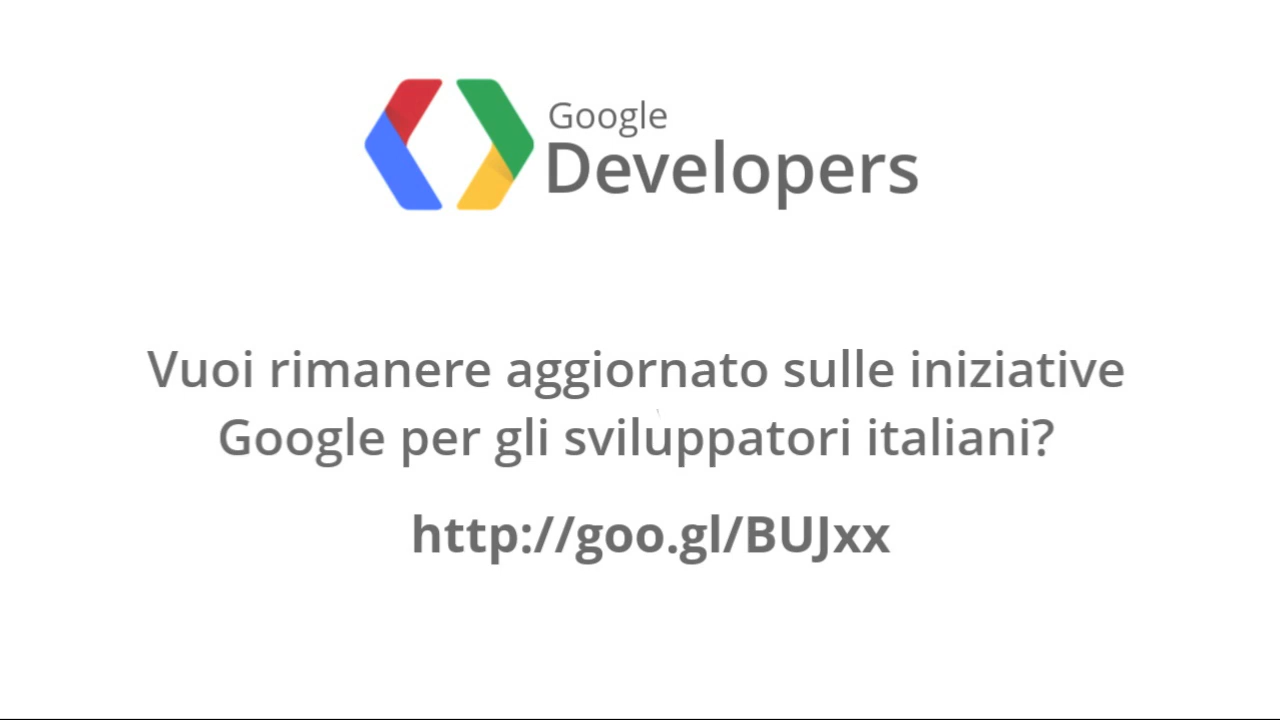 Google
Developers
Vuoi rimanere aggiornato sulle iniziative
Google per gli sviluppatori italiani?
http://goo.gl/BUJxx